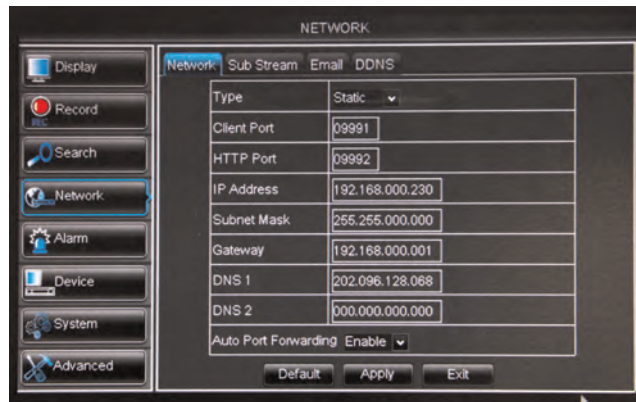 NETWORK
Display
Record
REC
Search
Network
Alarm
Device
System
Advanced
Network Sub Stream Email DDNS
Type Static
Client Port 09991
HTTP Port 09992
IP Address 192.168.000.230
Subnet Mask 255.255.000.000
Gateway 192.168.000.001
DNS 1 202.096.128.068
DNS 2 000.000.000.000
Auto Port Forwarding Enable
Default Apply Exit